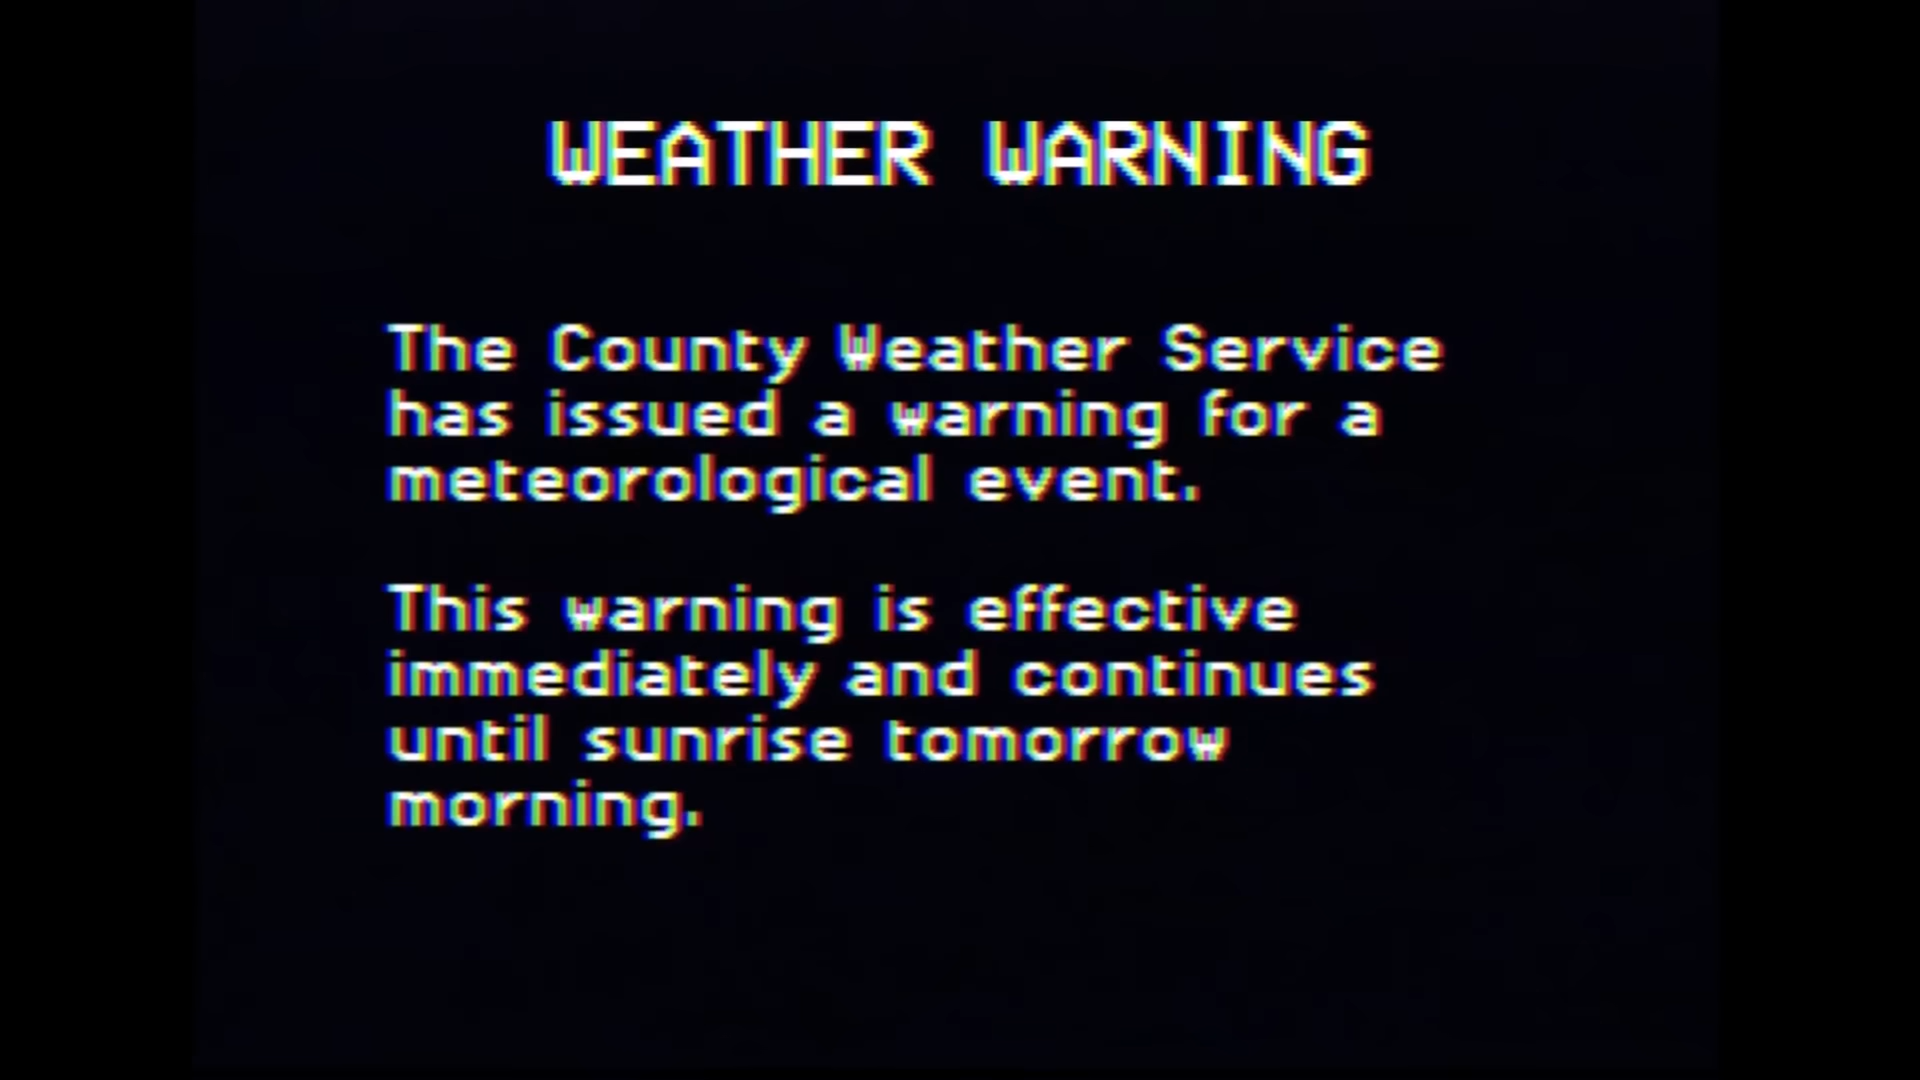 WEATHER WARNING
The County Weather Service
has issued a warning for a
meteorological event.
This warning is effective
immediately and continues
until sunrise tomorrow
morning.